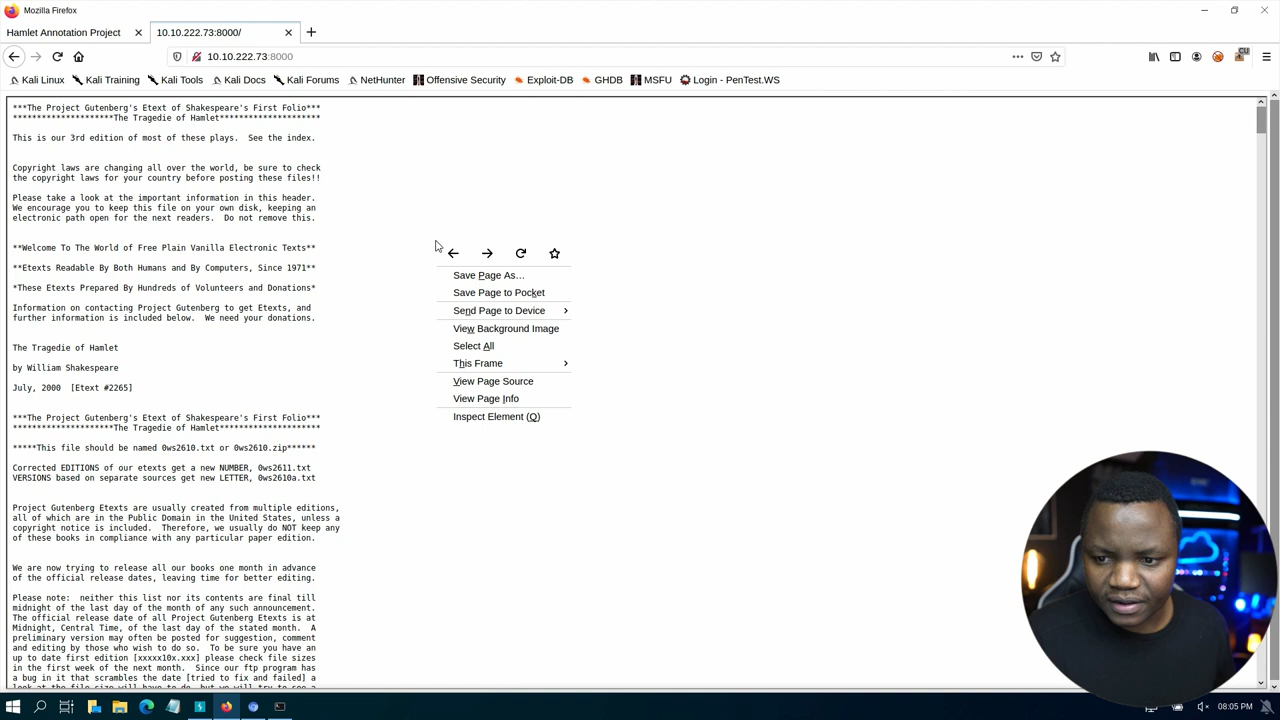 Mozilla Firefox
Hamlet Annotation Project
10.10.222.73:8000/
10.10.222.73:8000
Kali Linux Kali Training Kali Tools Kali Docs Kali Forums NetHunter Offensive Security Exploit-DB GHDB MSFU Login - PenTest.WS
***The Project Gutenberg's Etext of Shakespeare's First Folio***
*********************The Tragedie of Hamlet*********************
This is our 3rd edition of most of these plays.  See the index.
Copyright laws are changing all over the world, be sure to check
the copyright laws for your country before posting these files!!
Please take a look at the important information in this header.
We encourage you to keep this file on your own disk, keeping an
electronic path open for the next readers.  Do not remove this.
**Welcome To The World of Free Plain Vanilla Electronic Texts**
**Etexts Readable By Both Humans and By Computers, Since 1971**
*These Etexts Prepared By Hundreds of Volunteers and Donations*
Information on contacting Project Gutenberg to get Etexts, and
further information is included below.  We need your donations.
The Tragedie of Hamlet
by William Shakespeare
July, 2000  [Etext #2265]
***The Project Gutenberg's Etext of Shakespeare's First Folio***
*********************The Tragedie of Hamlet*********************
*****This file should be named 0ws2610.txt or 0ws2610.zip******
Corrected EDITIONS of our etexts get a new NUMBER, 0ws2611.txt
VERSIONS based on separate sources get new LETTER, 0ws2610a.txt
Project Gutenberg Etexts are usually created from multiple editions,
all of which are in the Public Domain in the United States, unless a
copyright notice is included.  Therefore, we usually do NOT keep any
of these books in compliance with any particular paper edition.
We are now trying to release all our books one month in advance
of the official release dates, leaving time for better editing.
Please note:  neither this list nor its contents are final till
midnight of the last day of the month of any such announcement.
The official release date of all Project Gutenberg Etexts is at
Midnight, Central Time, of the last day of the stated month.  A
preliminary version may often be posted for suggestion, comment
and editing by those who wish to do so.  To be sure you have an
up to date first edition [xxxxx10x.xxx] please check file sizes
in the first week of the next month.  Since our ftp program has
a bug in it that scrambles the date [tried to fix and failed] a
look at the file size will have to do, but we will try to see a
Save Page As...
Save Page to Pocket
Send Page to Device
View Background Image
Select All
This Frame
View Page Source
View Page Info
Inspect Element (Q)
CU
08:05 PM